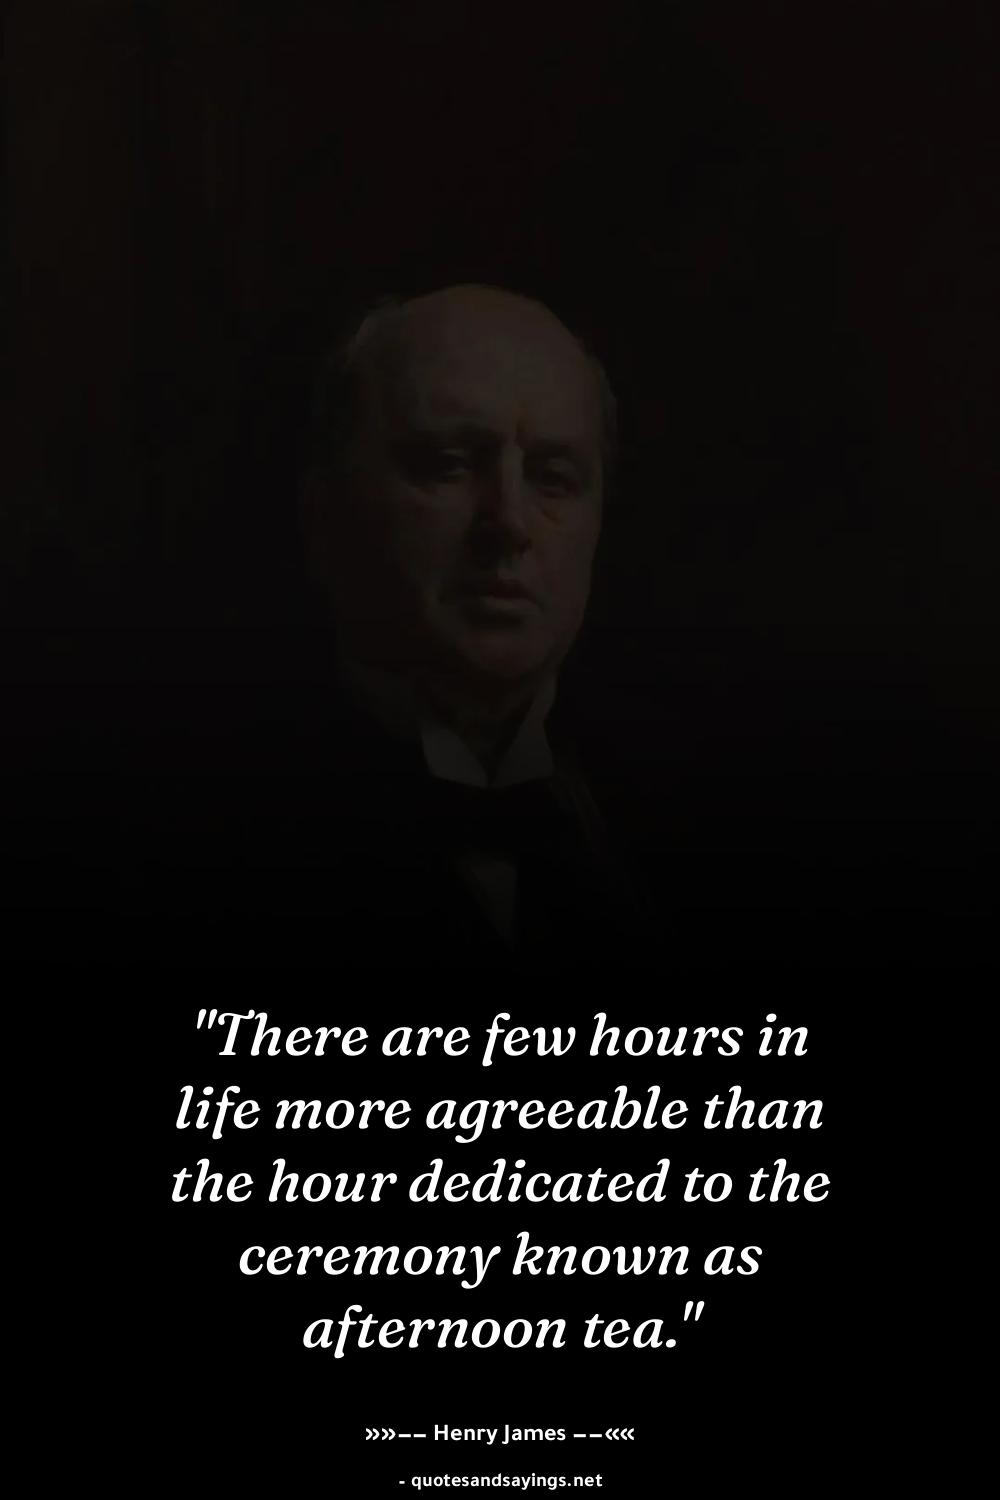 "There are few hours in
life more agreeable than
the hour dedicated to the
ceremony known as
afternoon tea."
»»–– Henry James ––««
- quotesandsayings.net